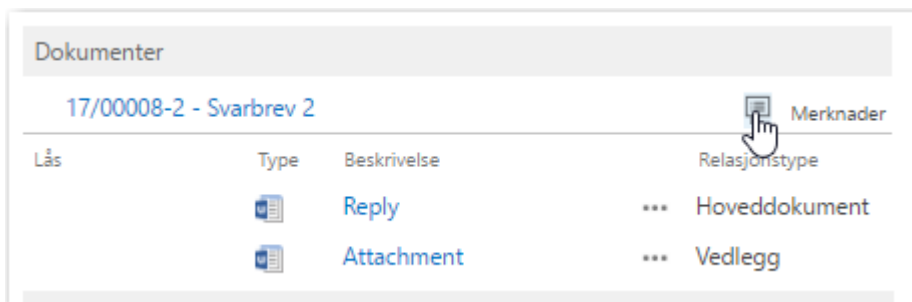 Dokumenter
17/00008-2 - Svarbrev 2 Merknader
Lås Type Beskrivelse Relasjonstype
Reply ••• Hoveddokument
Attachment ••• Vedlegg